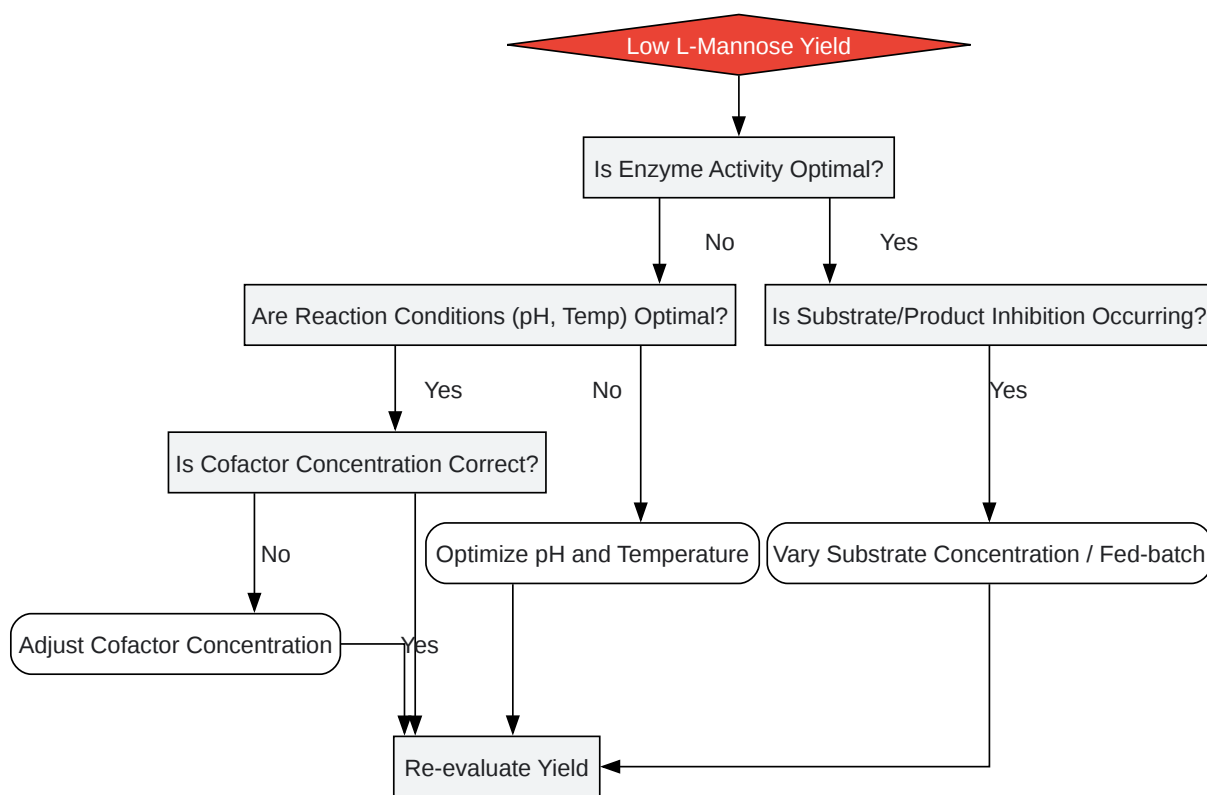 Low L-Mannose Yield
Is Enzyme Activity Optimal?
No
Yes
Are Reaction Conditions (pH, Temp) Optimal?
Is Substrate/Product Inhibition Occurring?
Yes
No
Yes
Is Cofactor Concentration Correct?
Optimize pH and Temperature
Vary Substrate Concentration / Fed-batch
No
Adjust Cofactor Concentration
Yes
Re-evaluate Yield